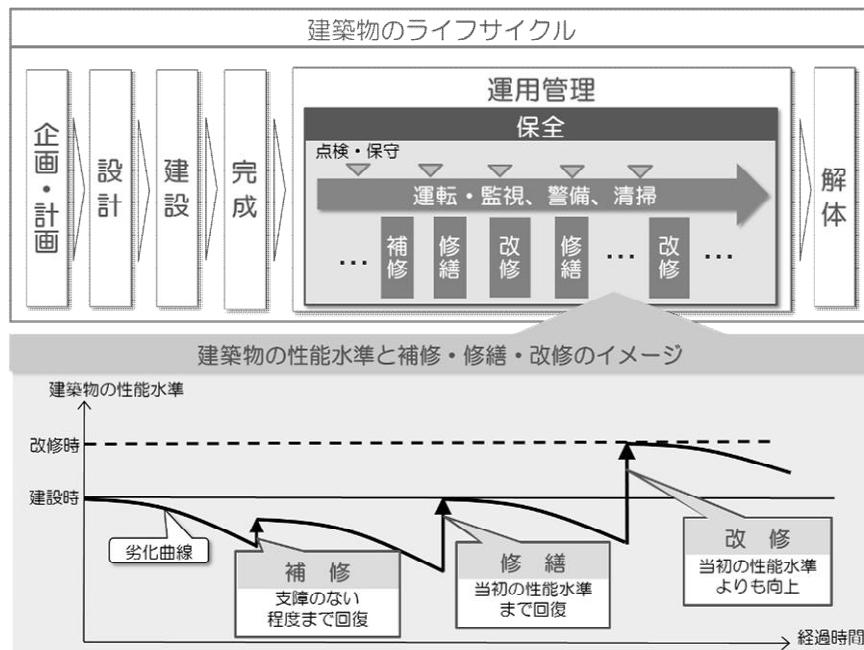 建築物のライフサイクル
企画・計画
設計
建設
完成
運用管理
保全
点検・保守
運転・監視、警備、清掃
…
補修
修繕
改修
修繕
…
改修
…
解体
建築物の性能水準と補修・修繕・改修のイメージ
建築物の性能水準
改修時
建設時
劣化曲線
補 修
支障のない
程度まで回復
修 繕
当初の性能水準
まで回復
改 修
当初の性能水準
よりも向上
経過時間